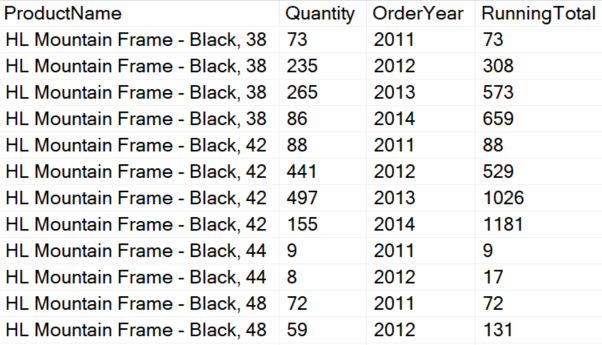 ProductName Quantity OrderYear RunningTotal
HL Mountain Frame - Black, 38 73 2011 73
HL Mountain Frame - Black, 38 235 2012 308
HL Mountain Frame - Black, 38 265 2013 573
HL Mountain Frame - Black, 38 86 2014 659
HL Mountain Frame - Black, 42 88 2011 88
HL Mountain Frame - Black, 42 441 2012 529
HL Mountain Frame - Black, 42 497 2013 1026
HL Mountain Frame - Black, 42 155 2014 1181
HL Mountain Frame - Black, 44 9 2011 9
HL Mountain Frame - Black, 44 8 2012 17
HL Mountain Frame - Black, 48 72 2011 72
HL Mountain Frame - Black, 48 59 2012 131